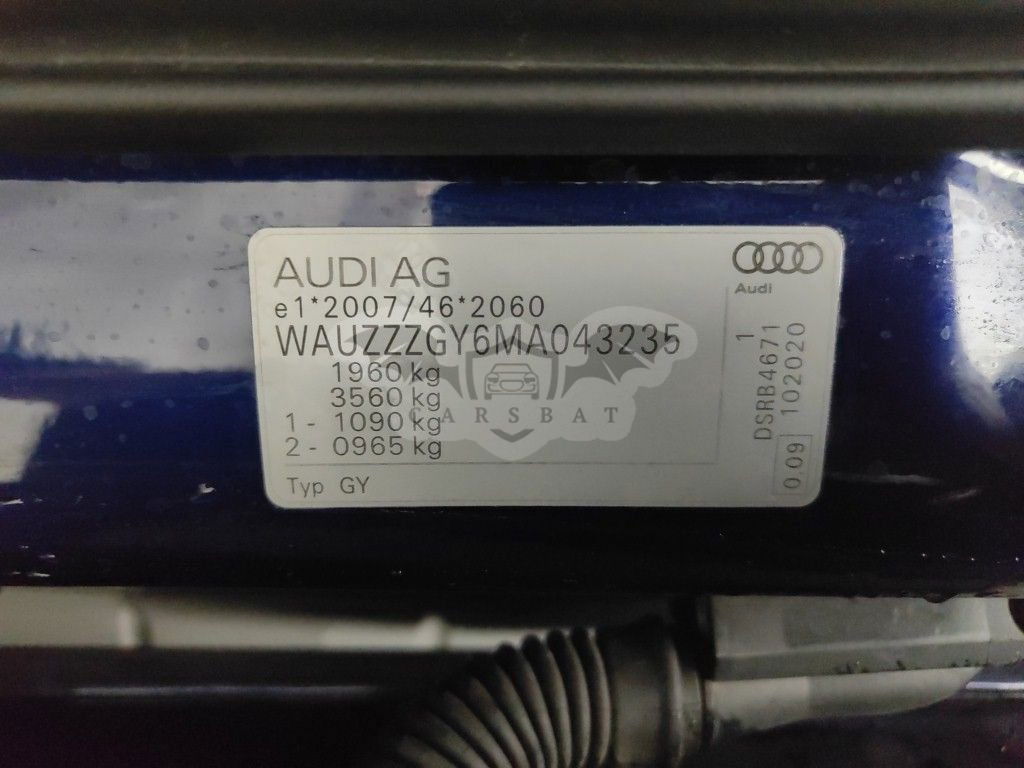 AUDI AG
e1*2007/46*2060
WAUZZZGY6MA043235
1960 kg
3560 kg
1 - 1090 kg
2 - 0965 kg
Typ GY
Audi
DSRB4671 1
0.09 102020
CARSBAT